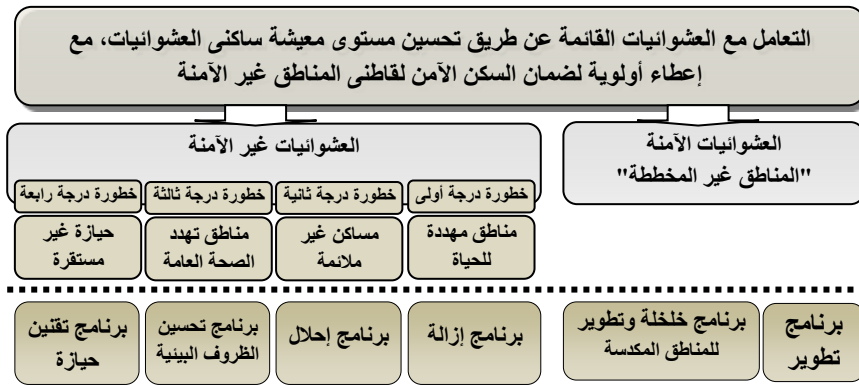 التعامل مع العشوائيات القائمة عن طريق تحسين مستوى معيشة ساكنى العشوائيات، مع
إعطاء أولوية لضمان السكن الآمن لقاطنى المناطق غير الآمنة
العشوائيات الآمنة
"المناطق غير المخططة"
العشوائيات غير الآمنة
خطورة درجة أولى
خطورة درجة ثانية
خطورة درجة ثالثة
خطورة درجة رابعة
مناطق مهددة
للحياة
مساكن غير
ملائمة
مناطق تهدد
الصحة العامة
حيازة غير
مستقرة
برنامج
تطوير
برنامج خلخلة وتطوير
للمناطق المكدسة
برنامج إزالة
برنامج إحلال
برنامج تحسين
الظروف البيئية
برنامج تقنين
حيازة